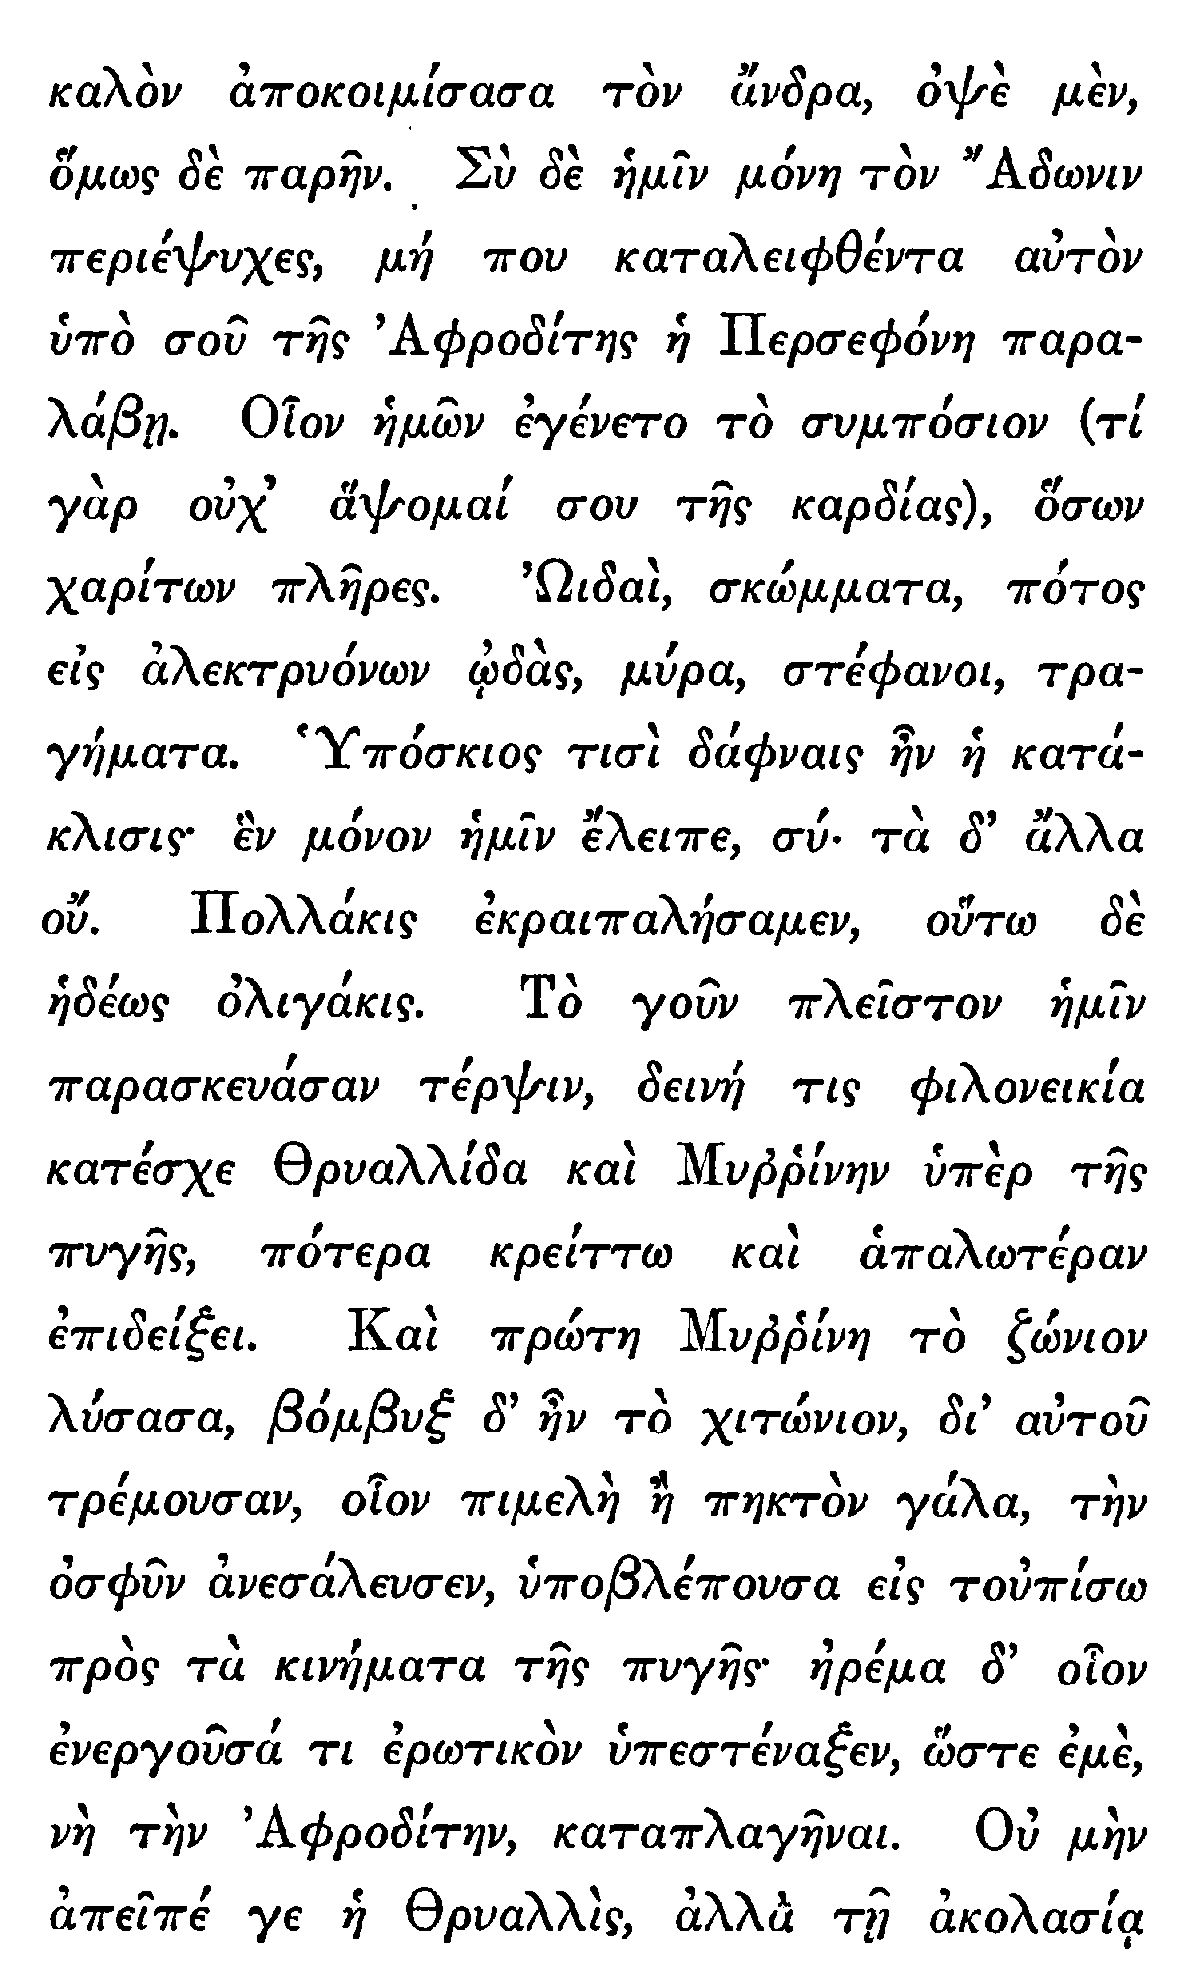 καλὸν ἀποκοιμίσασα τὸν ἄνδρα, ὀψὲ μὲν,
ὅμως δὲ παρῆν. Σὺ δὲ ἡμῖν μόνη τὸν Ἄδωνιν
περιέψυχες, μή που καταλειφθέντα αὐτὸν
ὑπὸ σοῦ τῆς Ἀφροδίτης ἡ Περσεφόνη παρα-
λάβῃ. Οἷον ἡμῶν ἐγένετο τὸ συμπόσιον (τί
γὰρ οὐχ’ ἅψομαί σου τῆς καρδίας), ὅσων
χαρίτων πλῆρες. Ὠιδαὶ, σκώμματα, πότος
εἰς ἀλεκτρυόνων ᾠδὰς, μύρα, στέφανοι, τρα-
γήματα. Ὑπόσκιος τισὶ δάφναις ἦν ἡ κατά-
κλισις· ἓν μόνον ἡμῖν ἔλειπε, σύ· τὰ δ’ ἄλλα
οὔ. Πολλάκις ἐκραιπαλήσαμεν, οὕτω δὲ
ἡδέως ὀλιγάκις. Τὸ γοῦν πλεῖστον ἡμῖν
παρασκευάσαν τέρψιν, δεινή τις φιλονεικία
κατέσχε Θρυαλλίδα καὶ Μυῤῥίνην ὑπὲρ τῆς
πυγῆς, πότερα κρείττω καὶ ἁπαλωτέραν
ἐπιδείξει. Καὶ πρώτη Μυῤῥίνη τὸ ζώνιον
λύσασα, βόμβυξ δ’ ἦν τὸ χιτώνιον, δι’ αὐτοῦ
τρέμουσαν, οἷον πιμελὴ ἢ πηκτὸν γάλα, τὴν
ὀσφῦν ἀνεσάλευσεν, ὑποβλέπουσα εἰς τοὐπίσω
πρὸς τὰ κινήματα τῆς πυγῆς· ἠρέμα δ’ οἷον
ἐνεργοῦσά τι ἐρωτικὸν ὑπεστέναξεν, ὥστε ἐμὲ,
νὴ τὴν Ἀφροδίτην, καταπλαγῆναι. Οὐ μὴν
ἀπεῖπέ γε ἡ Θρυαλλὶς, ἀλλὰ τῇ ἀκολασίᾳ